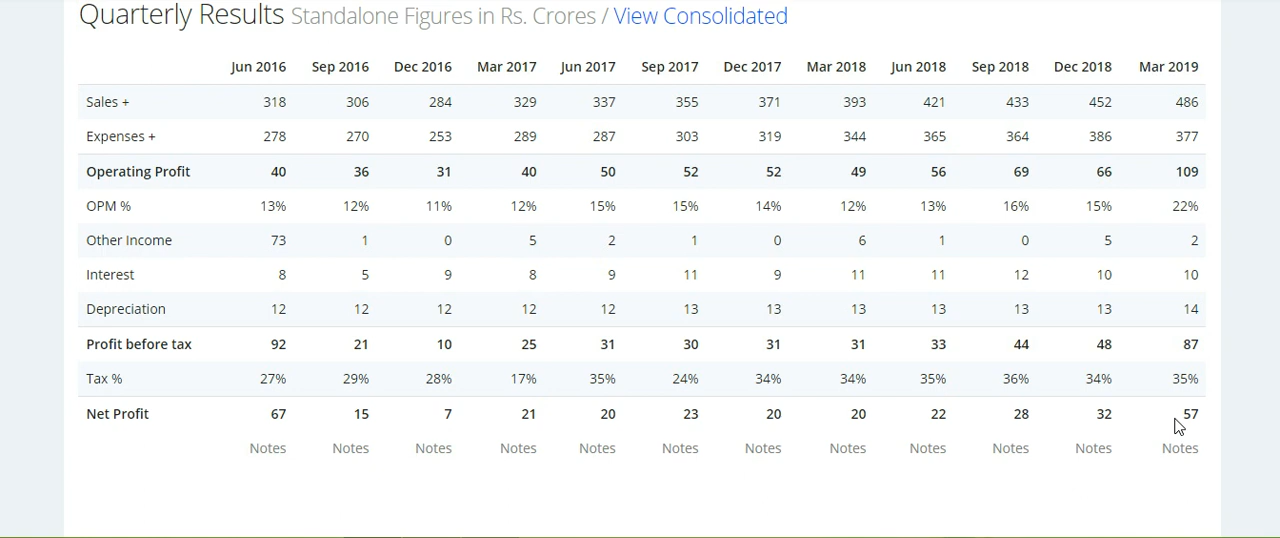 Quarterly Results Standalone Figures in Rs. Crores / View Consolidated
Jun 2016 Sep 2016 Dec 2016 Mar 2017 Jun 2017 Sep 2017 Dec 2017 Mar 2018 Jun 2018 Sep 2018 Dec 2018 Mar 2019
Sales + 318 306 284 329 337 355 371 393 421 433 452 486
Expenses + 278 270 253 289 287 303 319 344 365 364 386 377
Operating Profit 40 36 31 40 50 52 52 49 56 69 66 109
OPM % 13% 12% 11% 12% 15% 15% 14% 12% 13% 16% 15% 22%
Other Income 73 1 0 5 2 1 0 6 1 0 5 2
Interest 8 5 9 8 9 11 9 11 11 12 10 10
Depreciation 12 12 12 12 12 13 13 13 13 13 13 14
Profit before tax 92 21 10 25 31 30 31 31 33 44 48 87
Tax % 27% 29% 28% 17% 35% 24% 34% 34% 35% 36% 34% 35%
Net Profit 67 15 7 21 20 23 20 20 22 28 32 57
Notes Notes Notes Notes Notes Notes Notes Notes Notes Notes Notes Notes